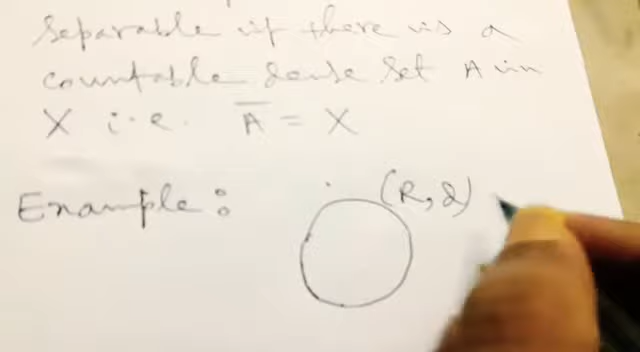 separable if there is a
countable dense set A in
X i.e. A̅ = X
Example: (R, d)